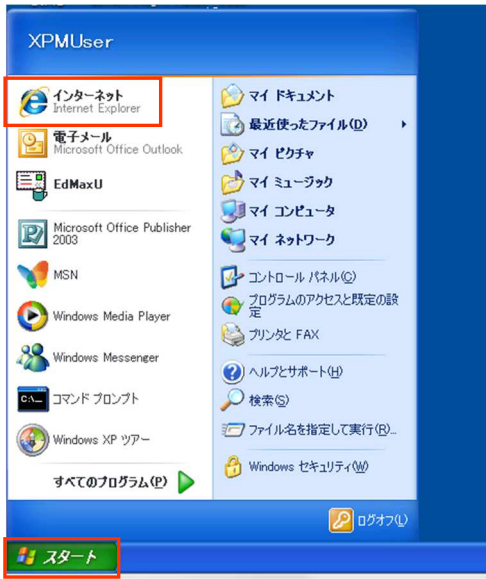 XPMUser
インターネット
Internet Explorer
電子メール
Microsoft Office Outlook
EdMaxU
Microsoft Office Publisher
2003
MSN
Windows Media Player
Windows Messenger
コマンド プロンプト
Windows XP ツアー
すべてのプログラム(P)
マイ ドキュメント
最近使ったファイル(D)
マイ ピクチャ
マイ ミュージック
マイ コンピュータ
マイ ネットワーク
コントロール パネル(C)
プログラムのアクセスと既定の設
定
プリンタと FAX
ヘルプとサポート(H)
検索(S)
ファイル名を指定して実行(R)...
Windows セキュリティ(W)
ログオフ(L)
スタート